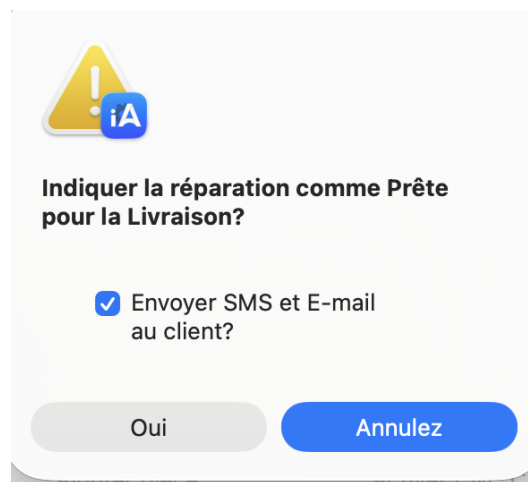 iA
Indiquer la réparation comme Prête
pour la Livraison?
Envoyer SMS et E-mail
au client?
Oui
Annulez